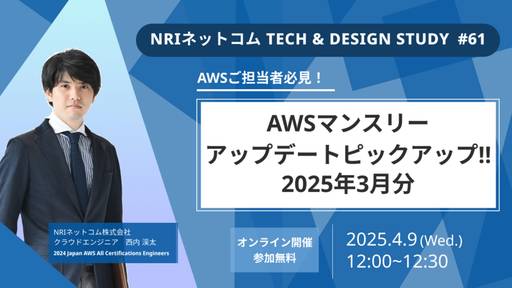 NRIネットコム TECH & DESIGN STUDY #61
AWSご担当者必見！
AWSマンスリー
アップデートピックアップ!!
2025年3月分
NRIネットコム株式会社
クラウドエンジニア 西内 渓太
2024 Japan AWS All Certifications Engineers
オンライン開催
参加無料
2025.4.9 (Wed.)
12:00~12:30